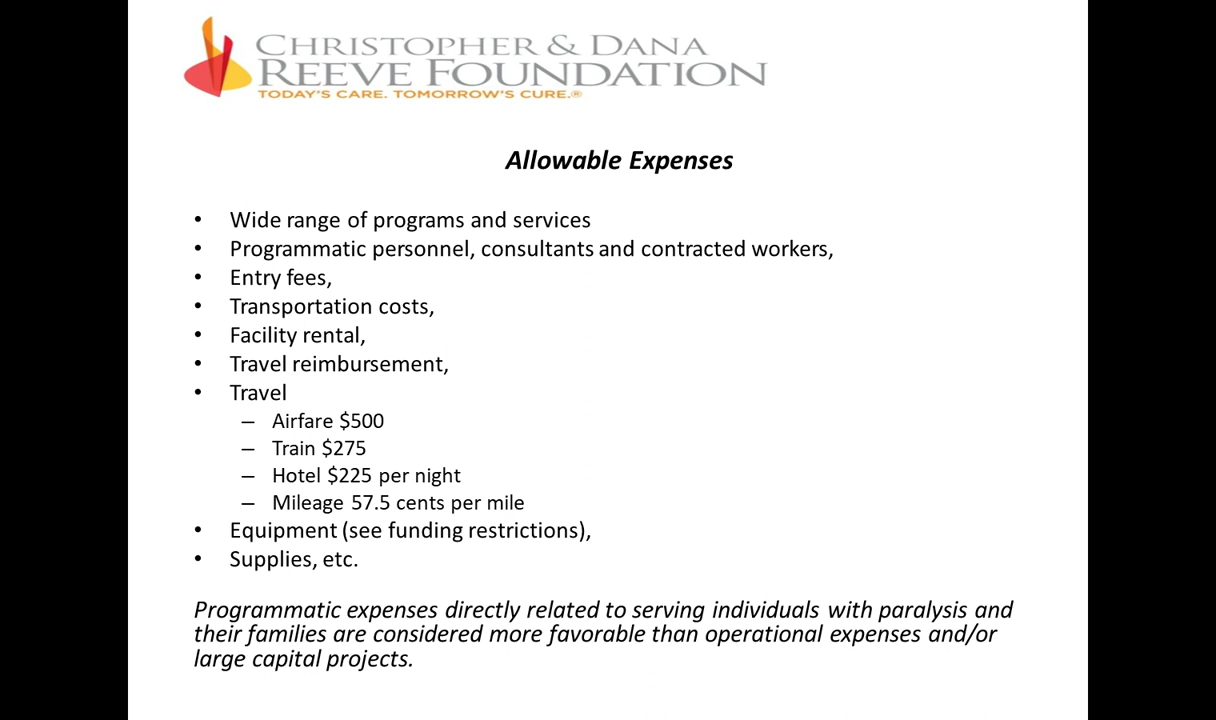 CHRISTOPHER & DANA
REEVE FOUNDATION
TODAY'S CARE. TOMORROW'S CURE.®
Allowable Expenses
• Wide range of programs and services
• Programmatic personnel, consultants and contracted workers,
• Entry fees,
• Transportation costs,
• Facility rental,
• Travel reimbursement,
• Travel
– Airfare $500
– Train $275
– Hotel $225 per night
– Mileage 57.5 cents per mile
• Equipment (see funding restrictions),
• Supplies, etc.
Programmatic expenses directly related to serving individuals with paralysis and
their families are considered more favorable than operational expenses and/or
large capital projects.